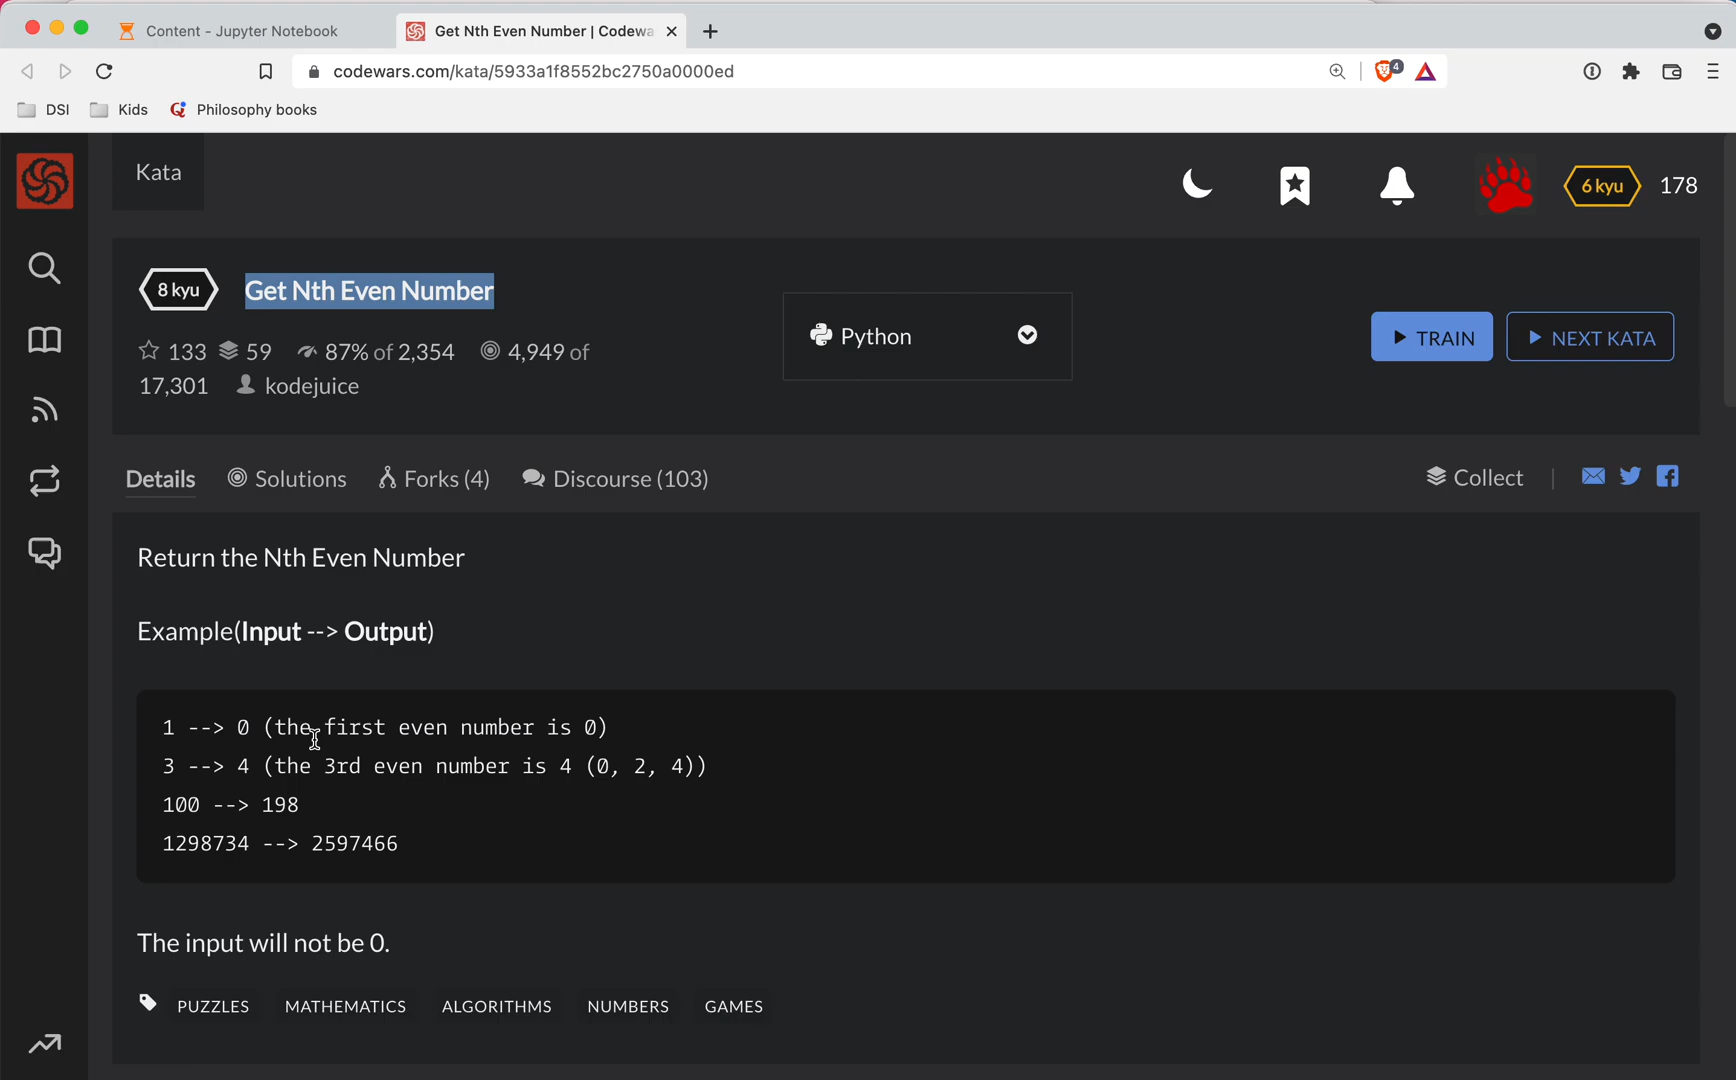 Content - Jupyter Notebook
Get Nth Even Number | Codewa
codewars.com/kata/5933a1f8552bc2750a0000ed
4
DSI
Kids
Philosophy books
Kata
6 kyu
178
8 kyu
Get Nth Even Number
133 59 87% of 2,354 4,949 of
17,301 kodejuice
Python
TRAIN
NEXT KATA
Details
Solutions
Forks (4)
Discourse (103)
Collect
Return the Nth Even Number
Example(Input --> Output)
1 --> 0 (the first even number is 0)
3 --> 4 (the 3rd even number is 4 (0, 2, 4))
100 --> 198
1298734 --> 2597466
The input will not be 0.
PUZZLES MATHEMATICS ALGORITHMS NUMBERS GAMES